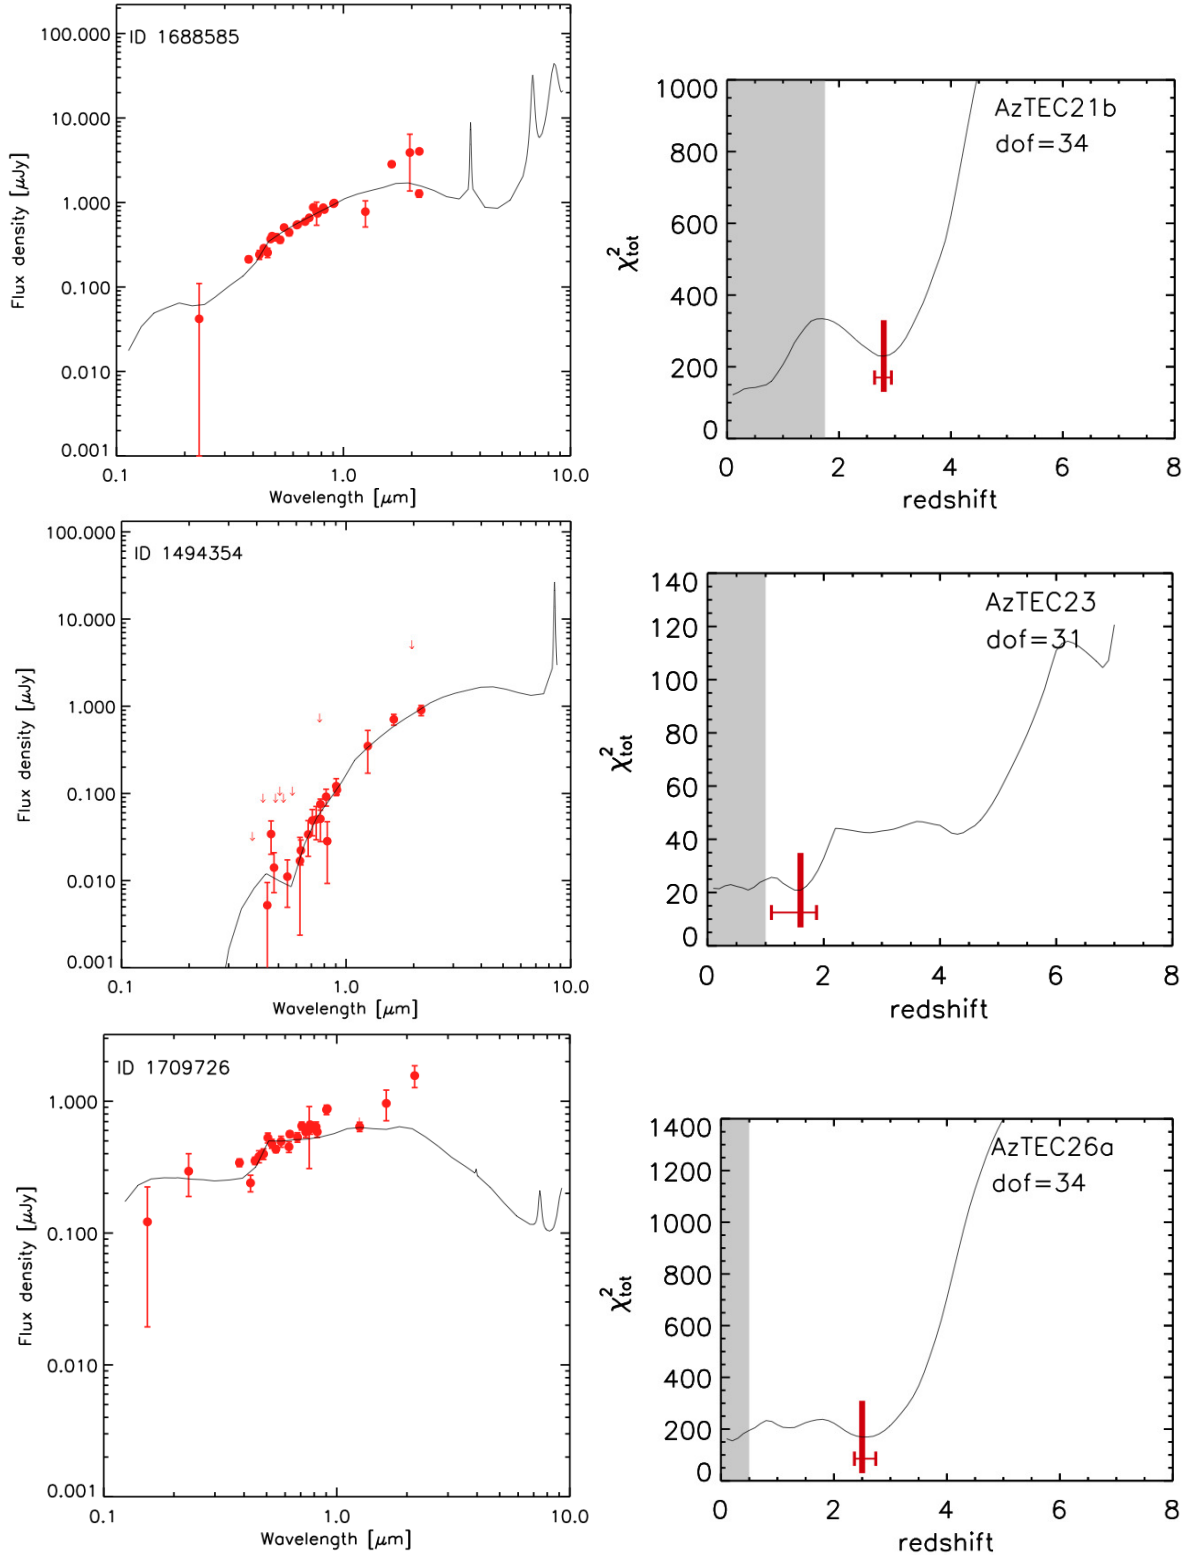 100.000
ID 1688585
10.000
1.000
0.100
0.010
0.001
Flux density [μJy]
0.1
1.0
10.0
Wavelength [μm]
1000
AzTEC21b
dof=34
800
600
400
200
0
χ²tot
0
2
4
6
8
redshift
100.000
ID 1494354
10.000
1.000
0.100
0.010
0.001
Flux density [μJy]
0.1
1.0
10.0
Wavelength [μm]
140
AzTEC23
120
dof=31
100
80
60
40
20
0
χ²tot
0
2
4
6
8
redshift
ID 1709726
1.000
0.100
0.010
0.001
Flux density [μJy]
0.1
1.0
10.0
Wavelength [μm]
1400
AzTEC26a
1200
dof=34
1000
800
600
400
200
0
χ²tot
0
2
4
6
8
redshift